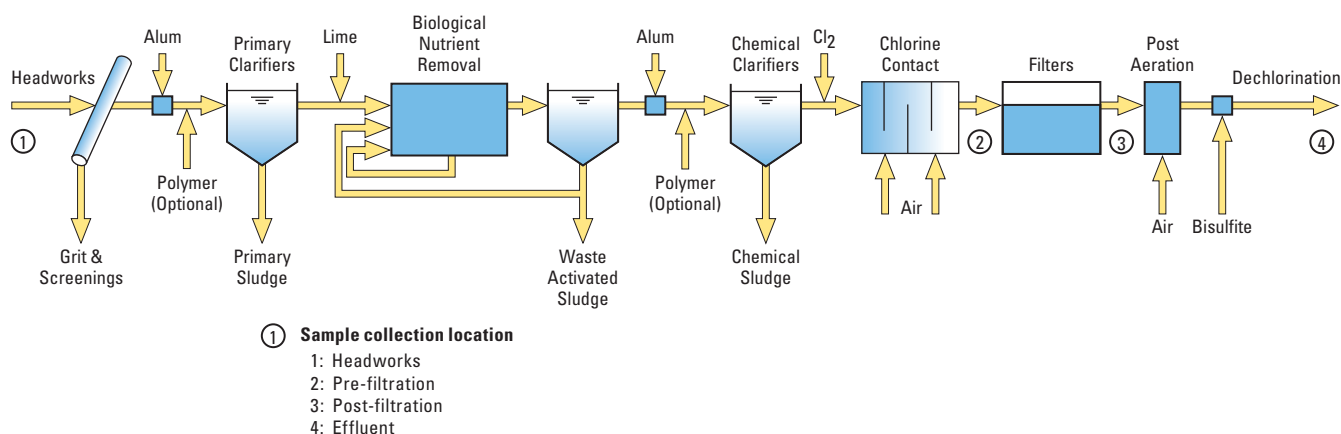 Headworks
1
Grit &
Screenings
Alum
Polymer
(Optional)
Primary
Clarifiers
Primary
Sludge
Lime
Biological
Nutrient
Removal
Waste
Activated
Sludge
Alum
Polymer
(Optional)
Chemical
Clarifiers
Chemical
Sludge
Cl2
Chlorine
Contact
Air
2
Filters
3
Post
Aeration
Air
Bisulfite
Dechlorination
4
1 Sample collection location
1: Headworks
2: Pre-filtration
3: Post-filtration
4: Effluent